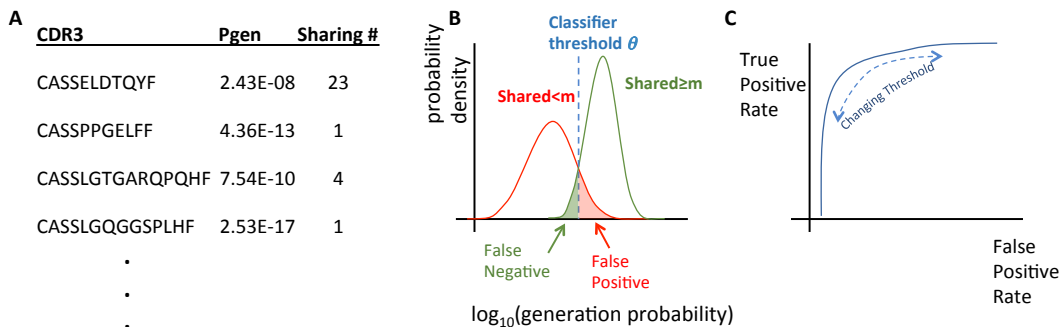 A
CDR3 Pgen Sharing #
CASSELDTQYF 2.43E-08 23
CASSPPGELFF 4.36E-13 1
CASSLGTGARQPQHF 7.54E-10 4
CASSLGQGGSPLHF 2.53E-17 1
B
probability
density
Classifier
threshold θ
Shared<m
Shared≥m
False
Negative
False
Positive
log10(generation probability)
C
True
Positive
Rate
Changing Threshold
False
Positive
Rate